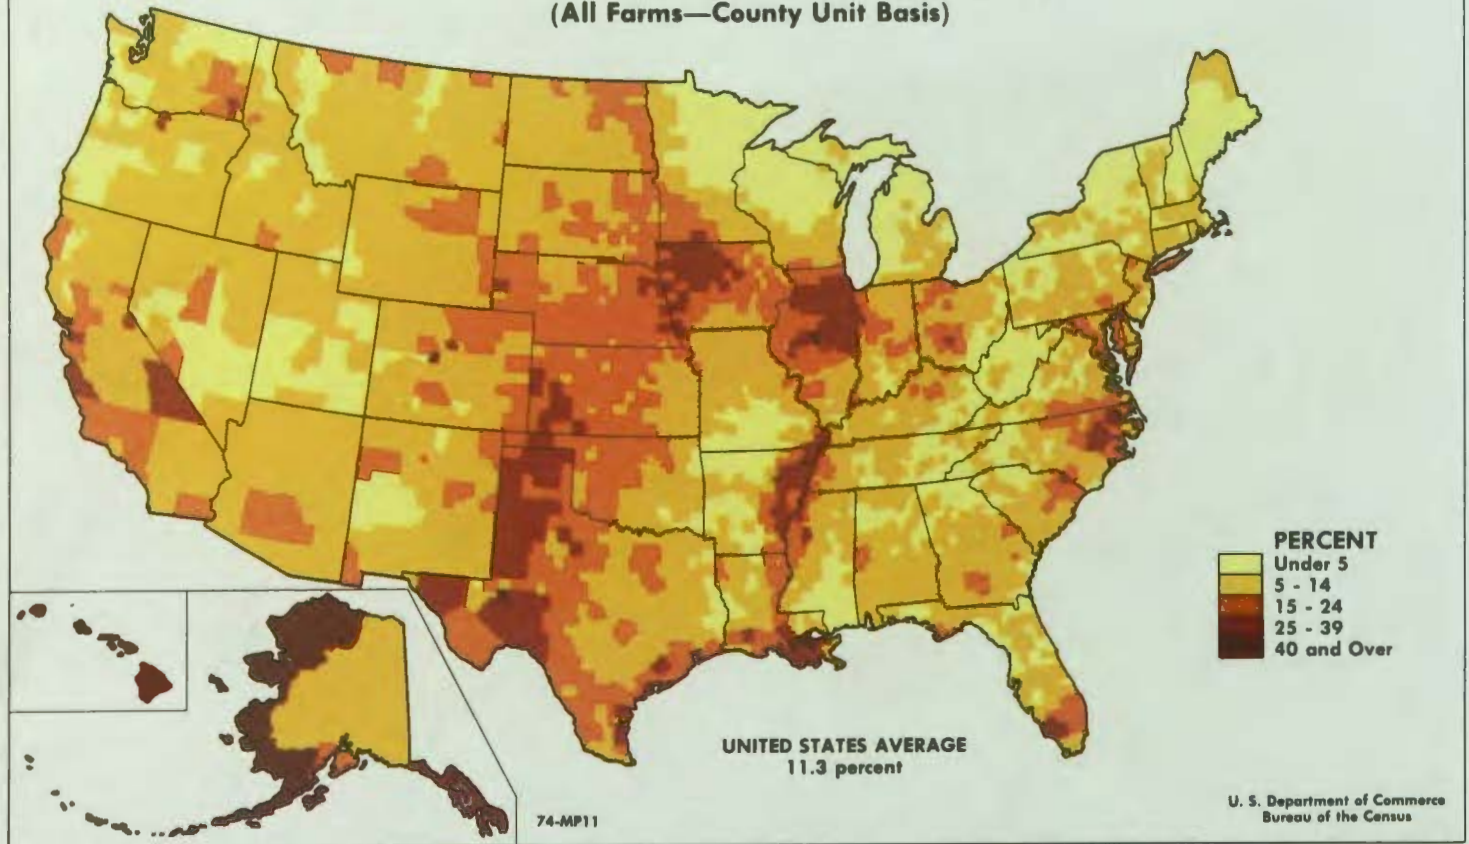 (All Farms—County Unit Basis)
PERCENT
Under 5
5 - 14
15 - 24
25 - 39
40 and Over
UNITED STATES AVERAGE
11.3 percent
74-MP11
U. S. Department of Commerce
Bureau of the Census